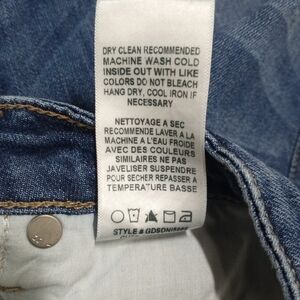 DRY CLEAN RECOMMENDED
MACHINE WASH COLD
INSIDE OUT WITH LIKE
COLORS DO NOT BLEACH
HANG DRY, COOL IRON IF
NECESSARY
NETTOYAGE A SEC
RECOMMENDE LAVER A LA
MACHINE A L'EAU FROIDE
AVEC DES COULEURS
SIMILAIRES NE PAS
JAVELISER SUSPENDRE
POUR SECHER REPASSER A
TEMPERATURE BASSE
STYLE #